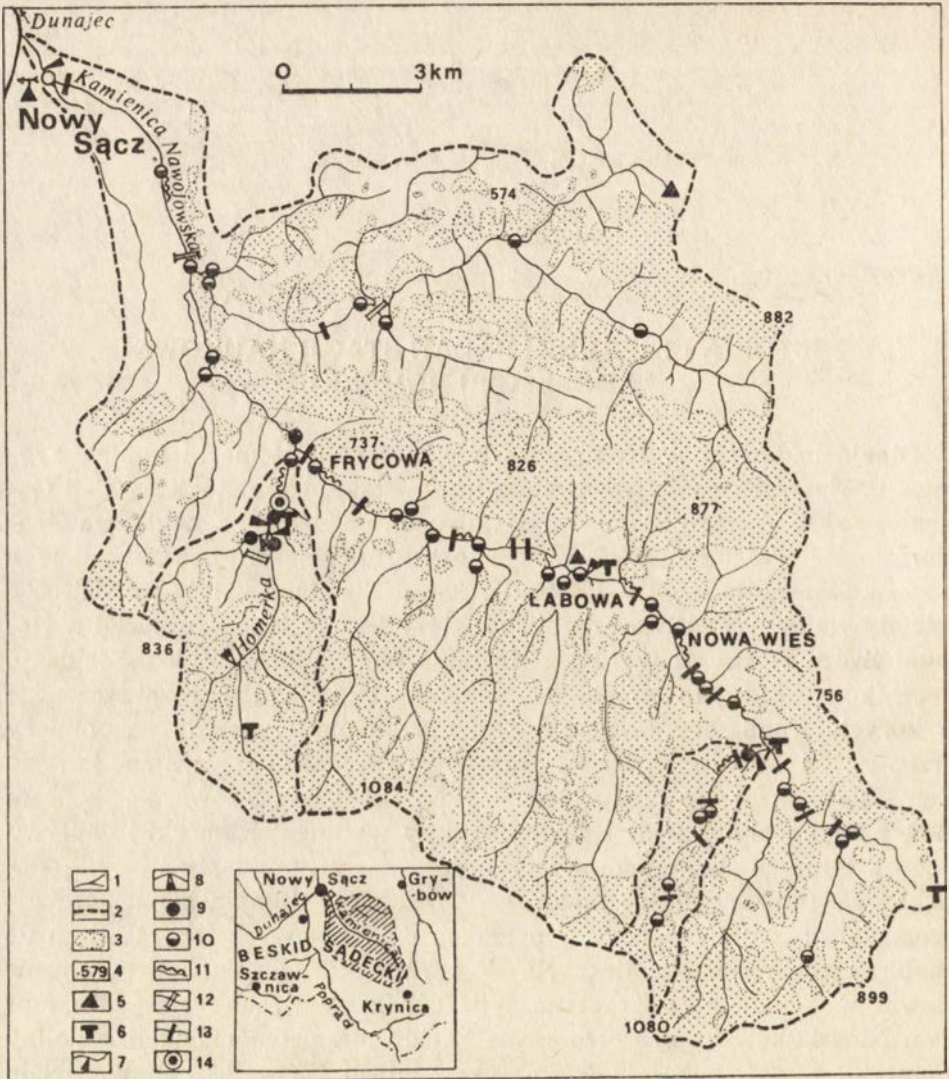 Dunajec
0 3km
Kamienica Nawojowska
Nowy
Sącz
574
882
737
FRYCOWA
826
877
ŁABOWA
NOWA WIEŚ
Homerka
836
756
1084
1080
899
1
2
3
.579 4
5
6
7
8
9
10
11
12
13
14
Nowy Sącz
Gry-
-bów
Dunajec
Kamienica
BESKID
SĄDECKI
Szczaw-
nica
Krynica
Poprad